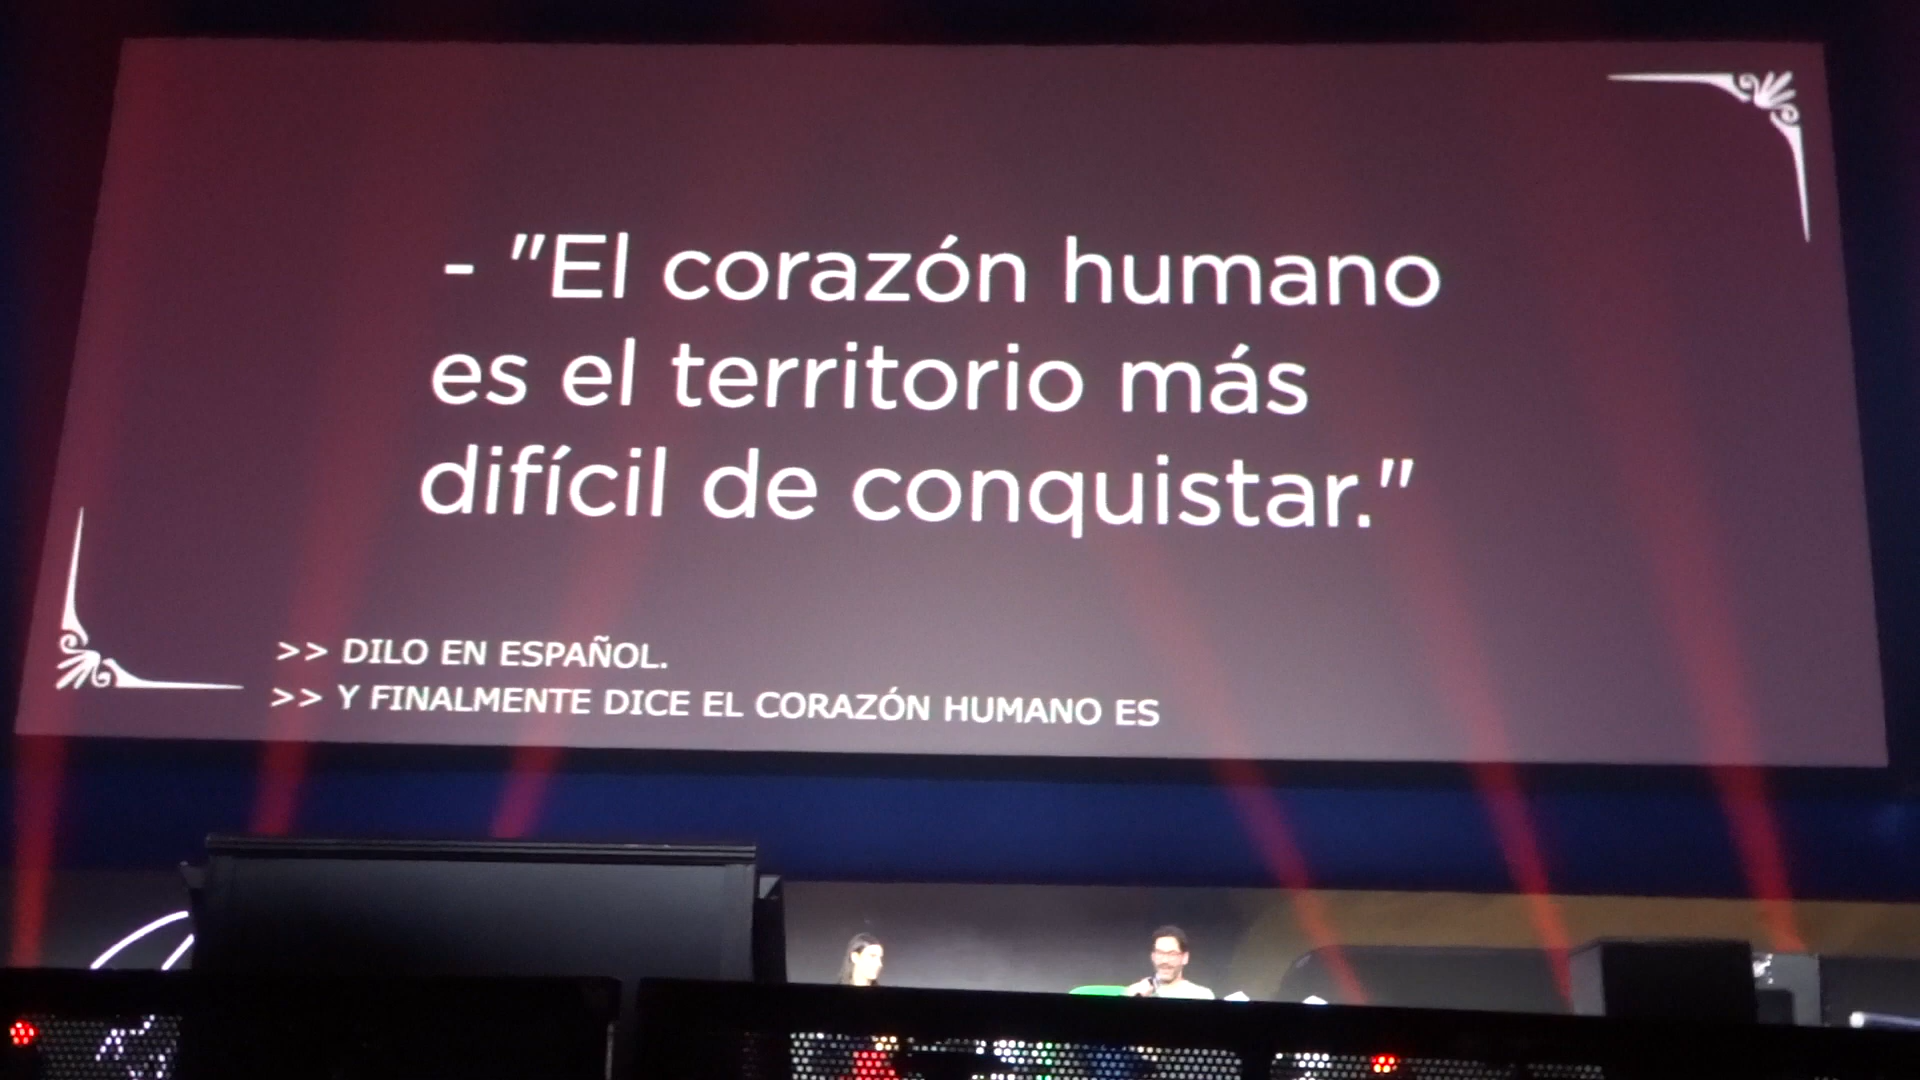 - "El corazón humano
es el territorio más
difícil de conquistar."
>> DILO EN ESPAÑOL.
>> Y FINALMENTE DICE EL CORAZÓN HUMANO ES